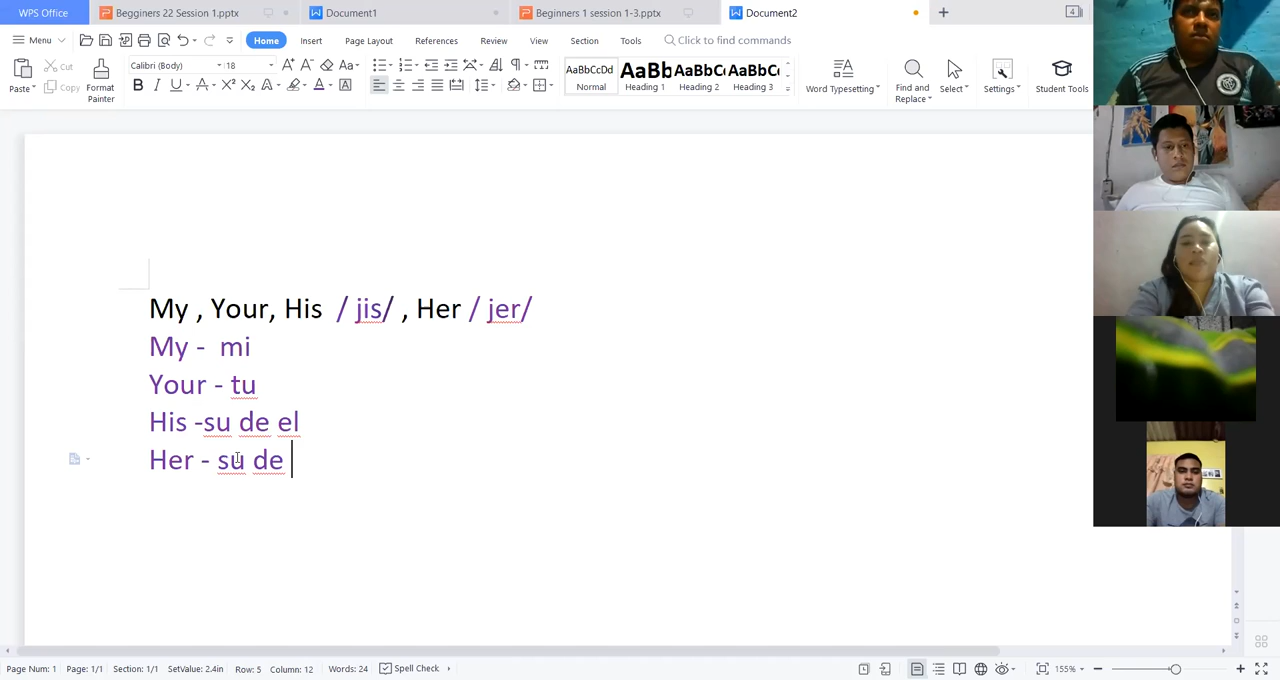 WPS Office Begginers 22 Session 1.pptx Document1 Beginners 1 session 1-3.pptx Document2 4
Menu Home Insert Page Layout References Review View Section Tools Click to find commands
Paste Cut Copy Format Painter Calibri (Body) 18 AaBbCcDd Normal AaBb Heading 1 AaBbC Heading 2 AaBbC Heading 3 Word Typesetting Find and Replace Select Settings Student Tools
My , Your, His / jis/ , Her / jer/
My - mi
Your - tu
His -su de el
Her - su de
Page Num: 1 Page: 1/1 Section: 1/1 SetValue: 2.4in Row: 5 Column: 12 Words: 24 Spell Check 155%